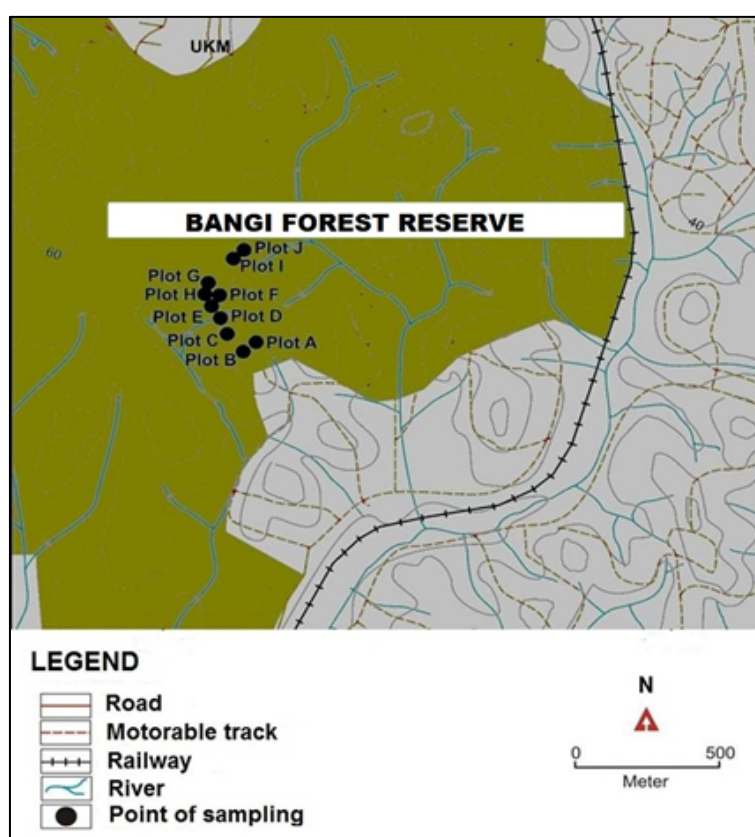 UKM
BANGI FOREST RESERVE
40
60
Plot J
Plot I
Plot G
Plot H
Plot F
Plot E
Plot D
Plot C
Plot A
Plot B
LEGEND
Road
Motorable track
Railway
River
Point of sampling
N
0 500
Meter